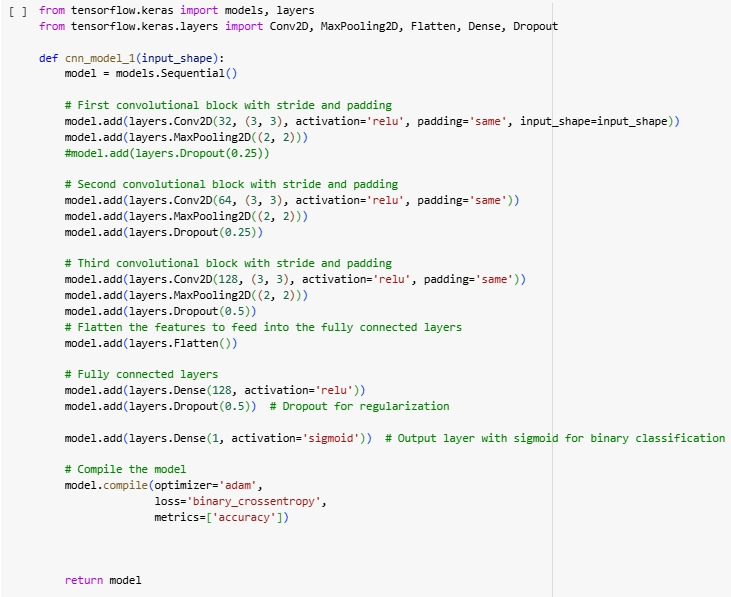 [ ] from tensorflow.keras import models, layers
from tensorflow.keras.layers import Conv2D, MaxPooling2D, Flatten, Dense, Dropout

def cnn_model_1(input_shape):
    model = models.Sequential()

    # First convolutional block with stride and padding
    model.add(layers.Conv2D(32, (3, 3), activation='relu', padding='same', input_shape=input_shape))
    model.add(layers.MaxPooling2D((2, 2)))
    #model.add(layers.Dropout(0.25))

    # Second convolutional block with stride and padding
    model.add(layers.Conv2D(64, (3, 3), activation='relu', padding='same'))
    model.add(layers.MaxPooling2D((2, 2)))
    model.add(layers.Dropout(0.25))

    # Third convolutional block with stride and padding
    model.add(layers.Conv2D(128, (3, 3), activation='relu', padding='same'))
    model.add(layers.MaxPooling2D((2, 2)))
    model.add(layers.Dropout(0.5))
    # Flatten the features to feed into the fully connected layers
    model.add(layers.Flatten())

    # Fully connected layers
    model.add(layers.Dense(128, activation='relu'))
    model.add(layers.Dropout(0.5))  # Dropout for regularization

    model.add(layers.Dense(1, activation='sigmoid'))  # Output layer with sigmoid for binary classification

    # Compile the model
    model.compile(optimizer='adam',
                  loss='binary_crossentropy',
                  metrics=['accuracy'])

    return model